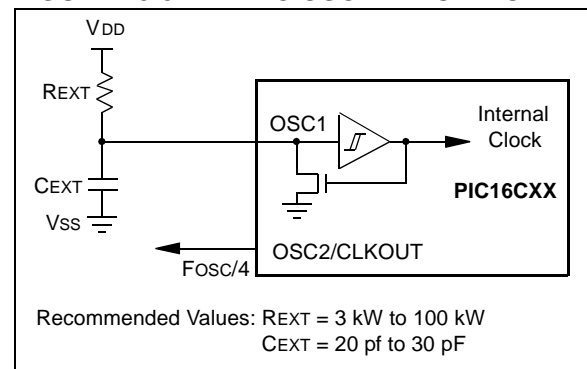 VDD
REXT
OSC1
Internal
Clock
CEXT
PIC16CXX
VSS
OSC2/CLKOUT
FOSC/4
Recommended Values: REXT = 3 kW to 100 kW
CEXT = 20 pf to 30 pF